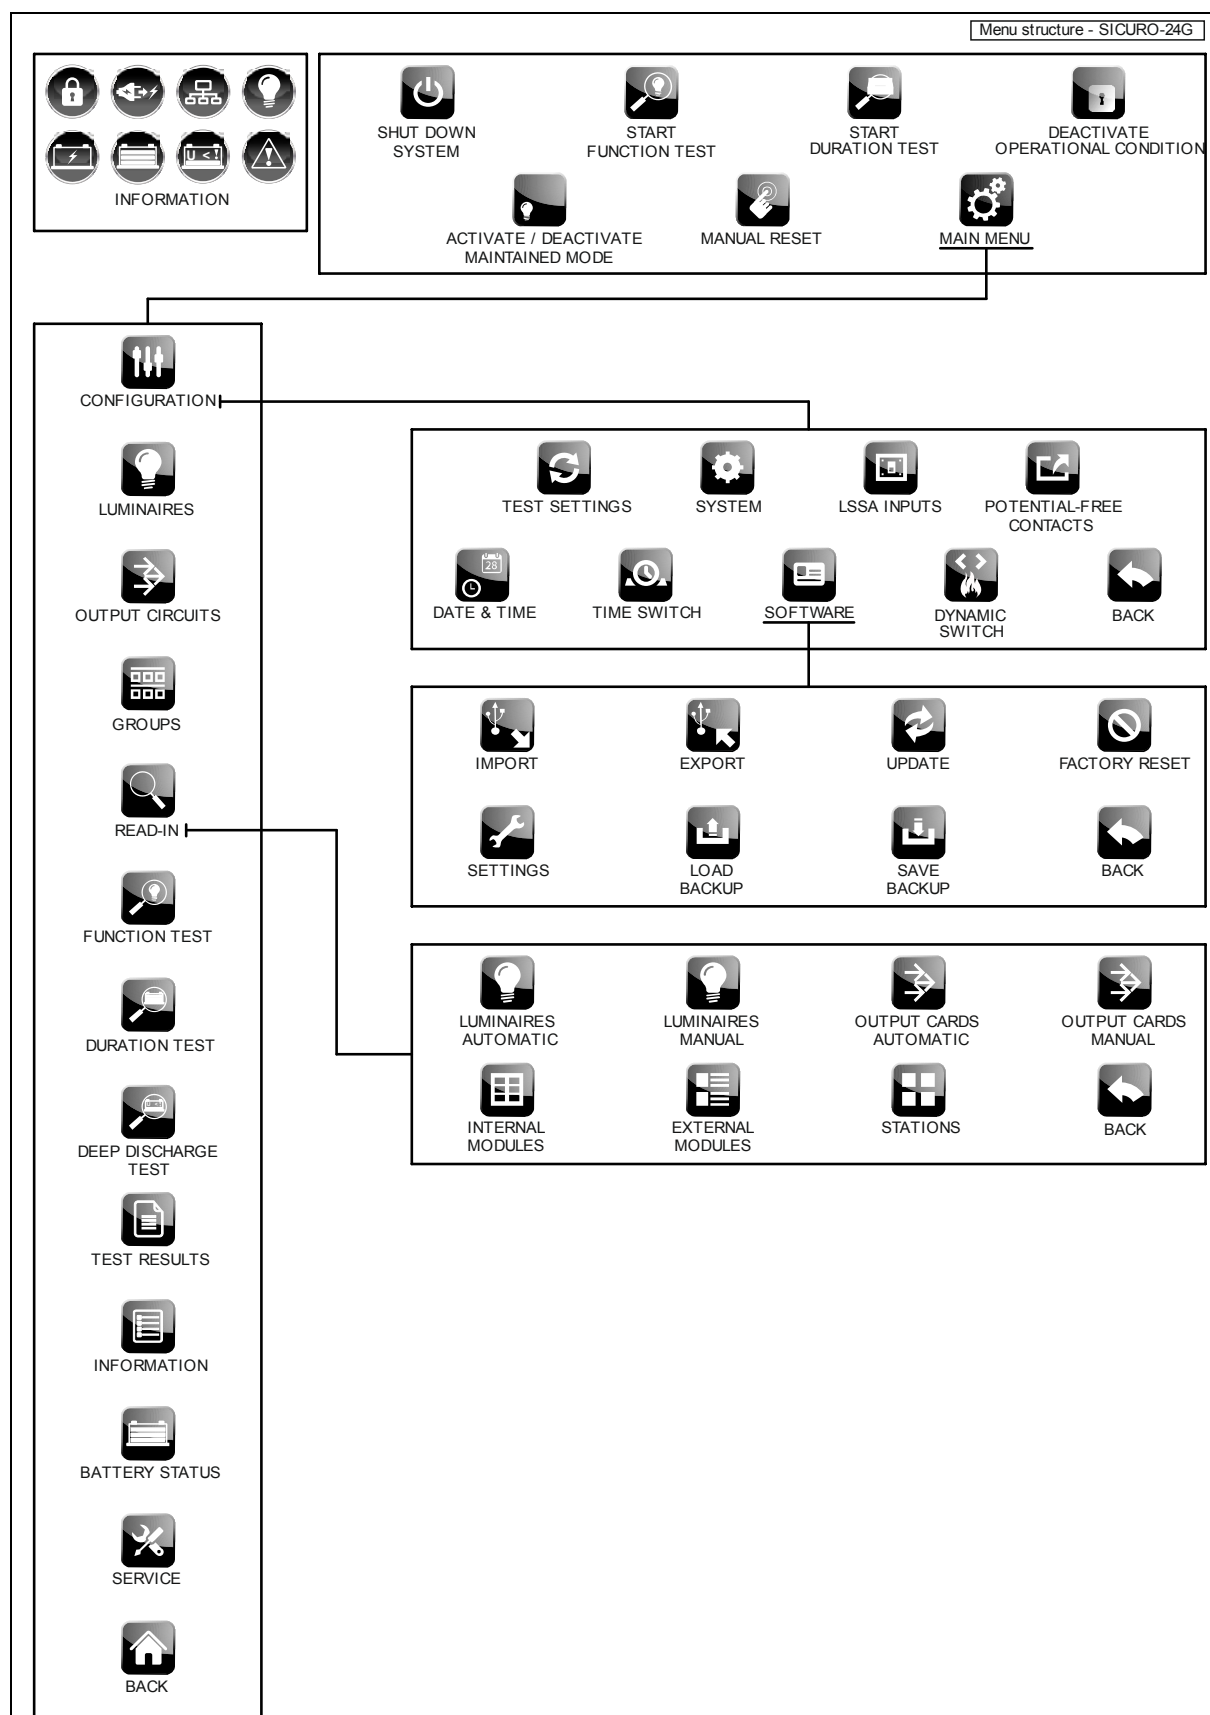 Menu structure - SICURO-24G
INFORMATION
SHUT DOWN
SYSTEM
START
FUNCTION TEST
START
DURATION TEST
DEACTIVATE
OPERATIONAL CONDITION
ACTIVATE / DEACTIVATE
MAINTAINED MODE
MANUAL RESET
MAIN MENU
U <!
CONFIGURATION
LUMINAIRES
OUTPUT CIRCUITS
GROUPS
READ-IN
FUNCTION TEST
DURATION TEST
DEEP DISCHARGE
TEST
TEST RESULTS
INFORMATION
BATTERY STATUS
SERVICE
BACK
TEST SETTINGS
SYSTEM
LSSA INPUTS
POTENTIAL-FREE
CONTACTS
28
DATE & TIME
TIME SWITCH
SOFTWARE
DYNAMIC
SWITCH
BACK
IMPORT
EXPORT
UPDATE
FACTORY RESET
SETTINGS
LOAD
BACKUP
SAVE
BACKUP
BACK
LUMINAIRES
AUTOMATIC
LUMINAIRES
MANUAL
OUTPUT CARDS
AUTOMATIC
OUTPUT CARDS
MANUAL
INTERNAL
MODULES
EXTERNAL
MODULES
STATIONS
BACK